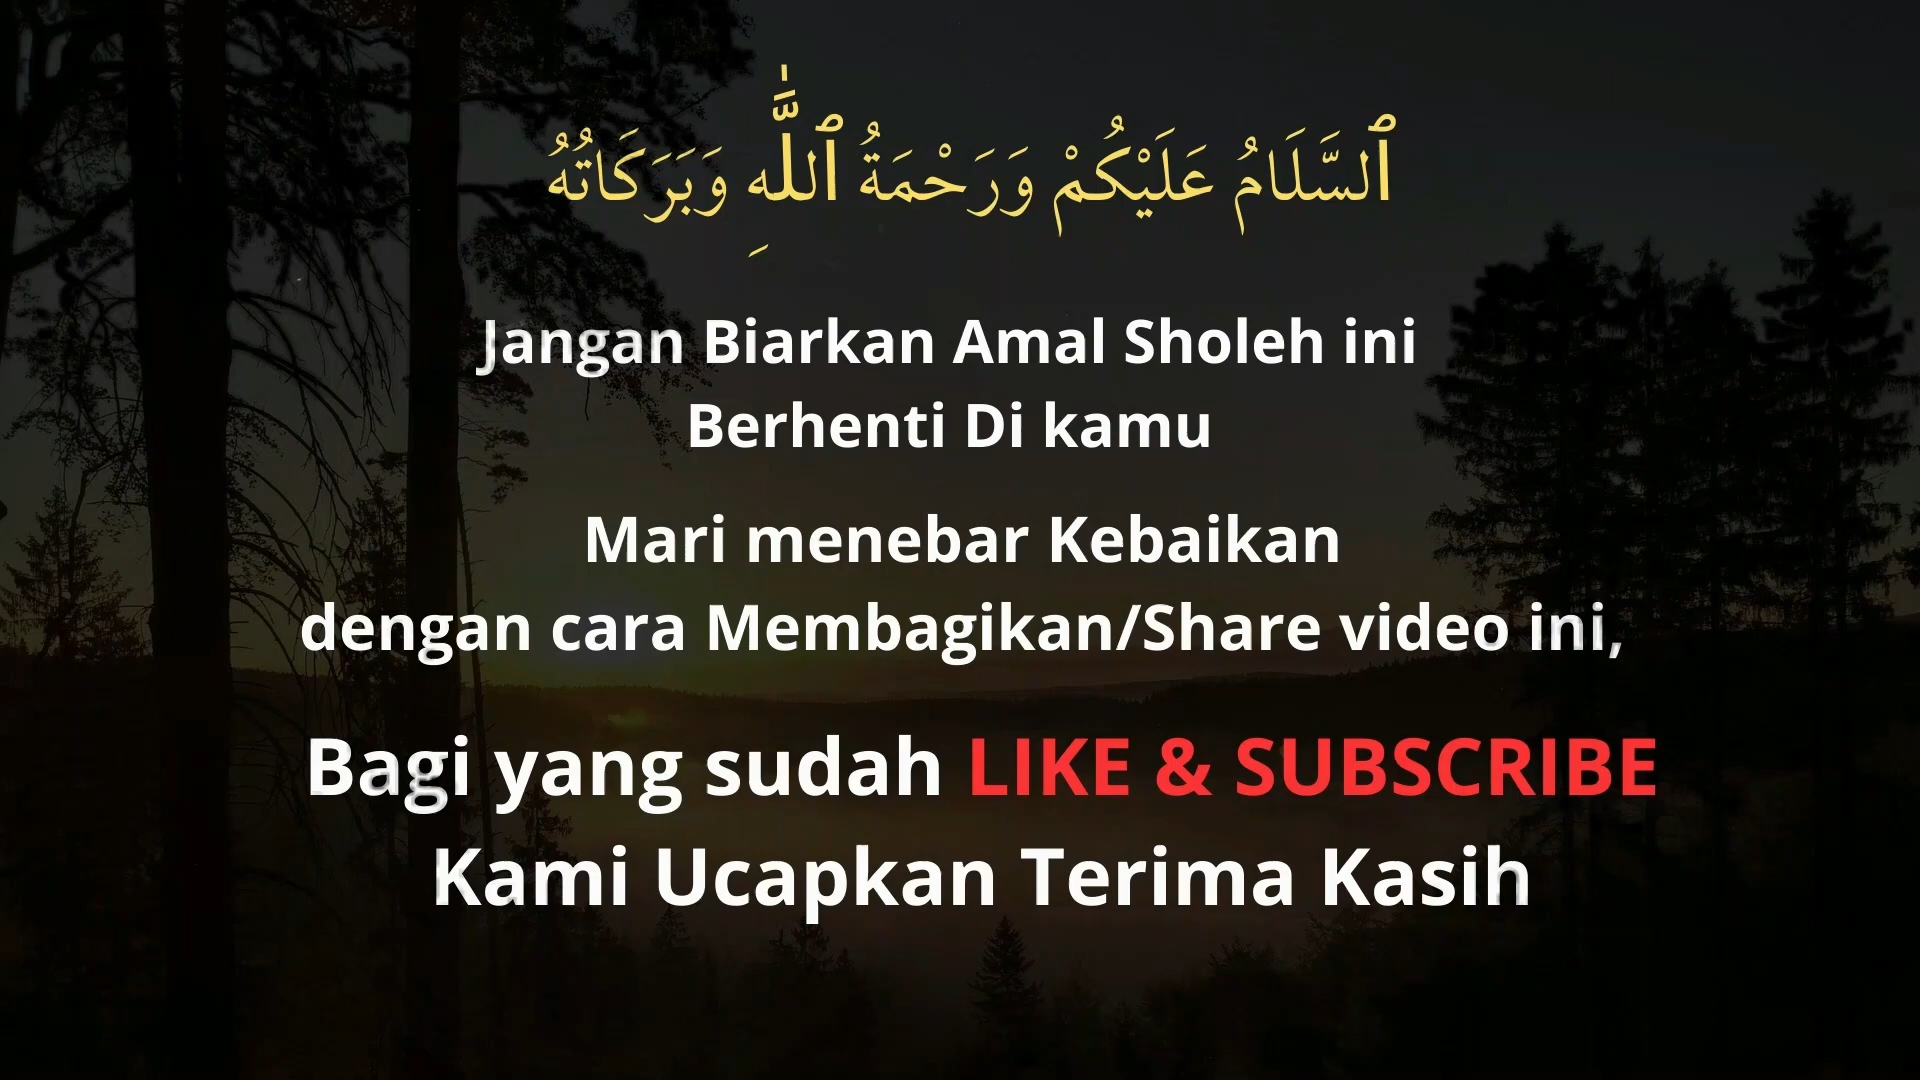 ٱلسَّلَامُ عَلَيْكُمْ وَرَحْمَةُ ٱللَّٰهِ وَبَرَكَاتُهُ
Jangan Biarkan Amal Sholeh ini
Berhenti Di kamu
Mari menebar Kebaikan
dengan cara Membagikan/Share video ini,
Bagi yang sudah LIKE & SUBSCRIBE
Kami Ucapkan Terima Kasih